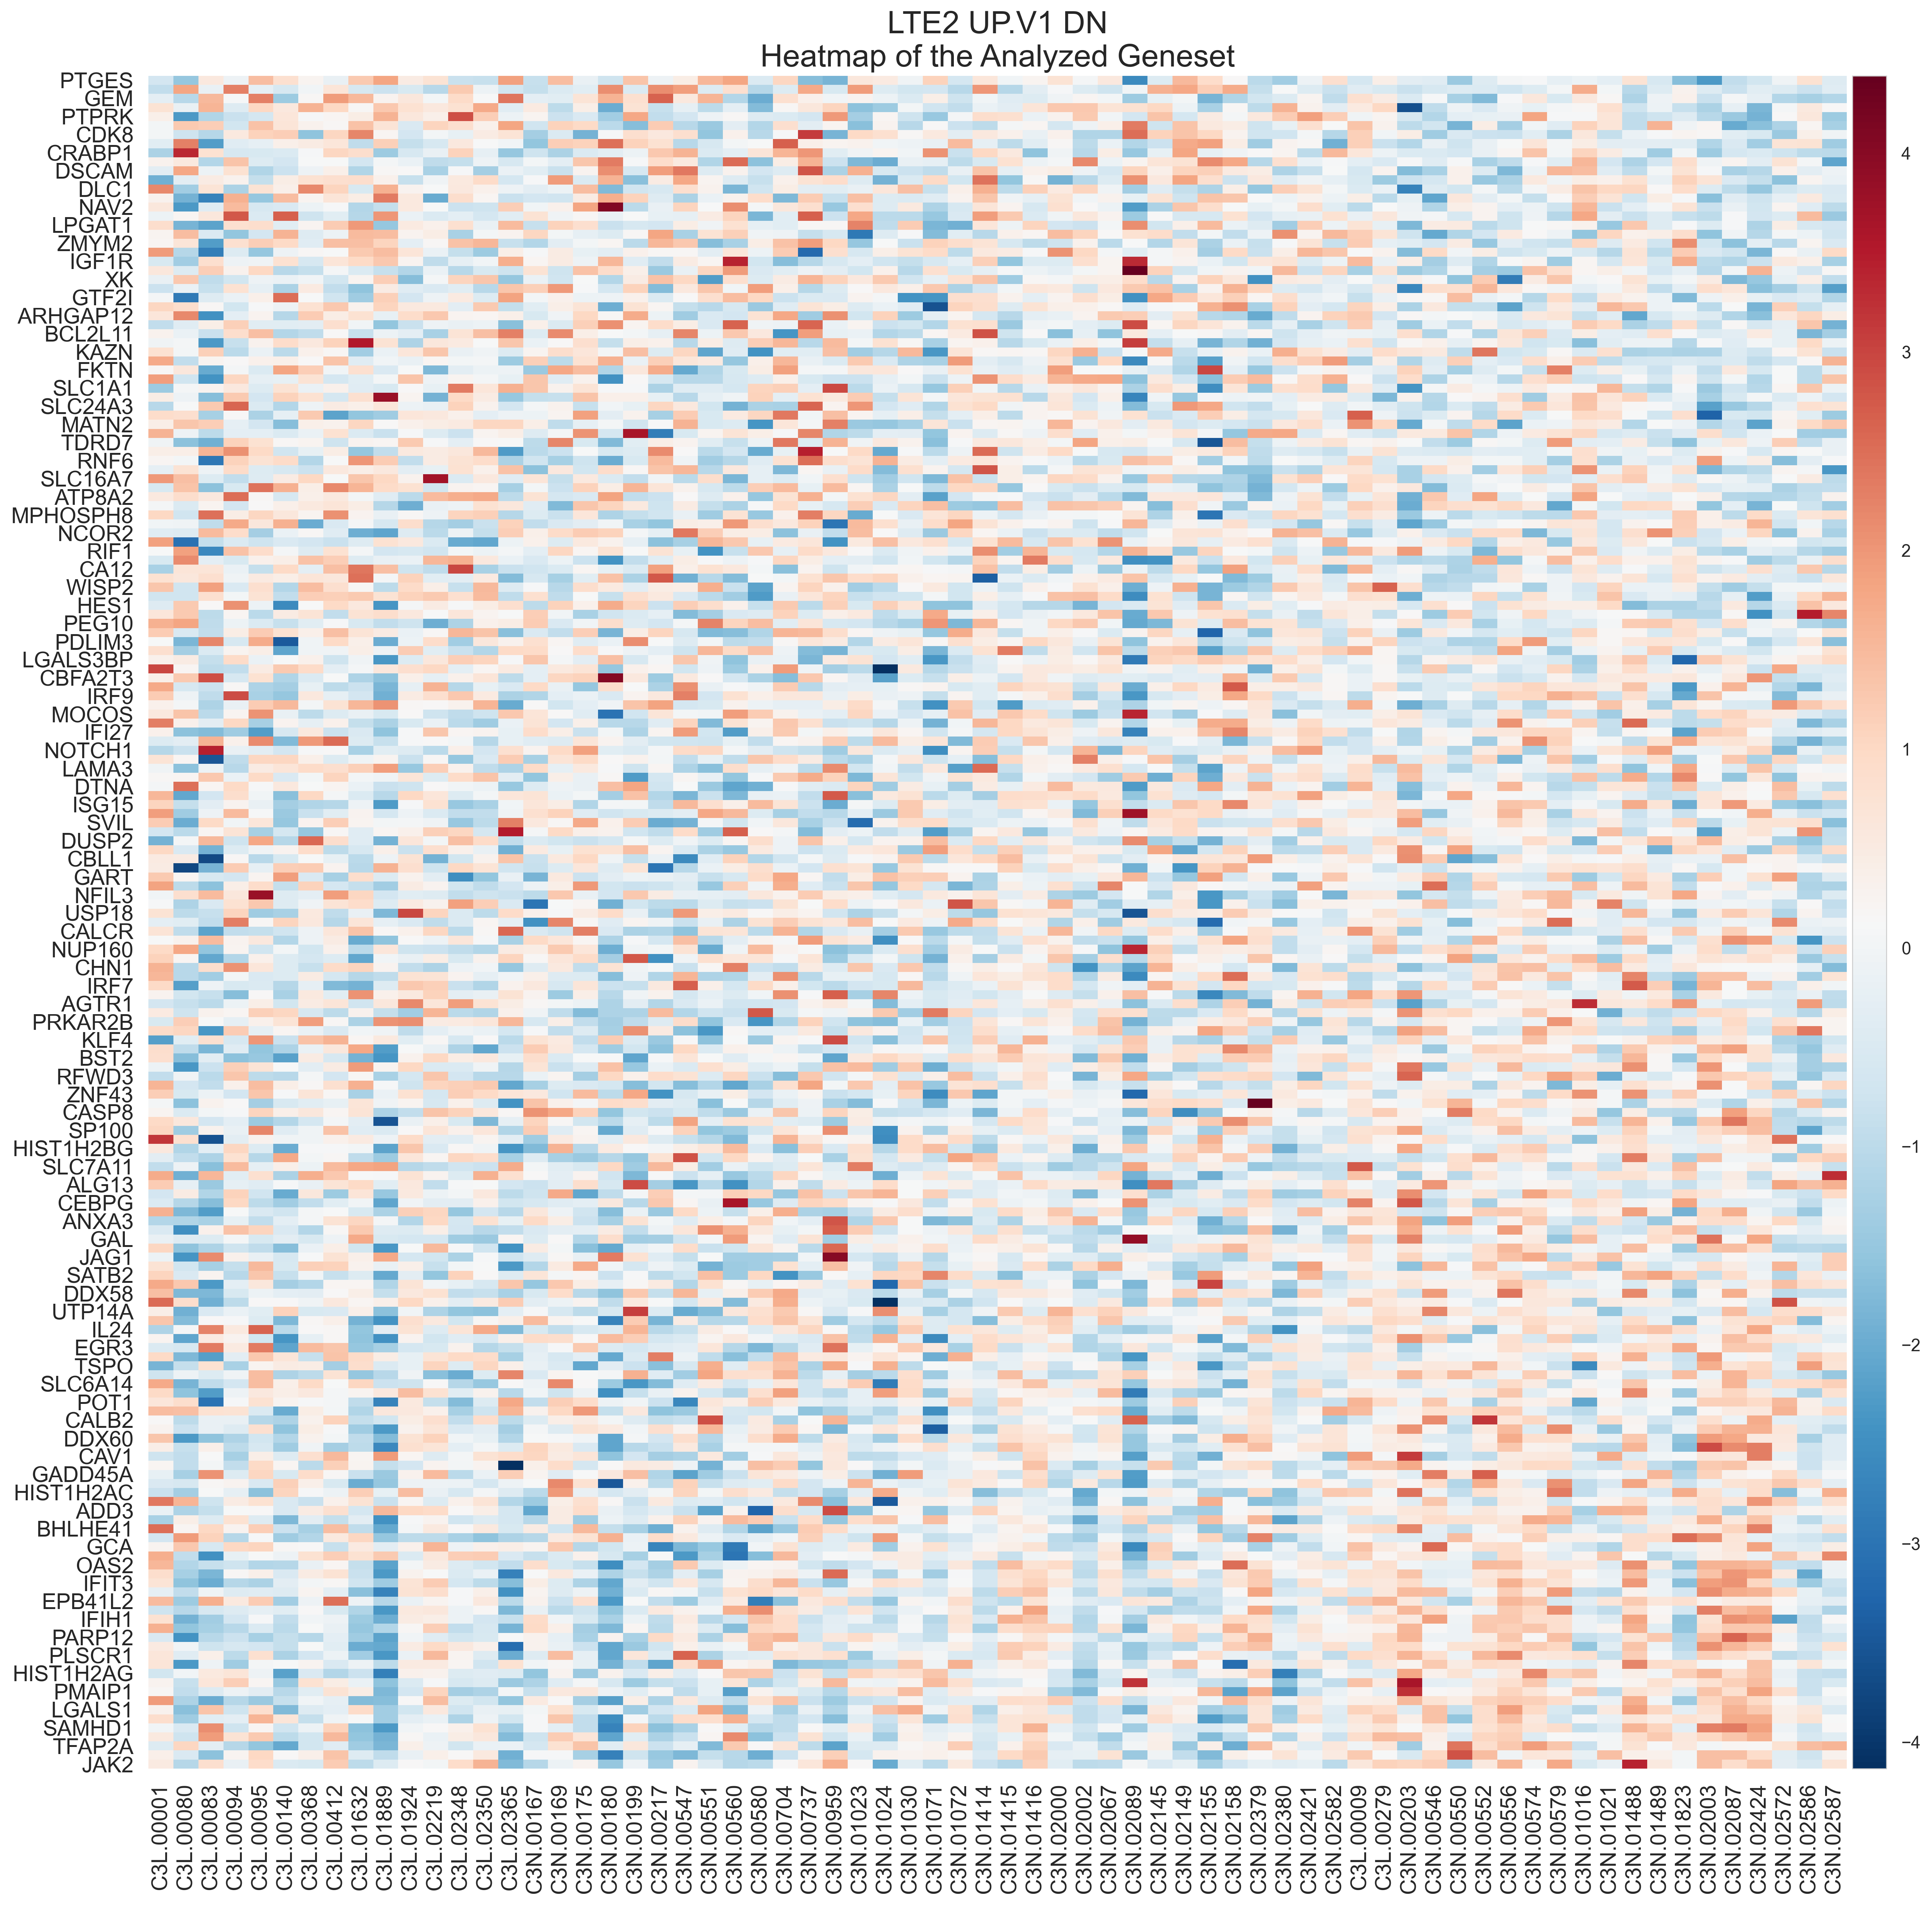 LTE2 UP.V1 DN
Heatmap of the Analyzed Geneset
PTGES
GEM
PTPRK
CDK8
CRABP1
DSCAM
DLC1
NAV2
LPGAT1
ZMYM2
IGF1R
XK
GTF2I
ARHGAP12
BCL2L11
KAZN
FKTN
SLC1A1
SLC24A3
MATN2
TDRD7
RNF6
SLC16A7
ATP8A2
MPHOSPH8
NCOR2
RIF1
CA12
WISP2
HES1
PEG10
PDLIM3
LGALS3BP
CBFA2T3
IRF9
MOCOS
IFI27
NOTCH1
LAMA3
DTNA
ISG15
SVIL
DUSP2
CBLL1
GART
NFIL3
USP18
CALCR
NUP160
CHN1
IRF7
AGTR1
PRKAR2B
KLF4
BST2
RFWD3
ZNF43
CASP8
SP100
HIST1H2BG
SLC7A11
ALG13
CEBPG
ANXA3
GAL
JAG1
SATB2
DDX58
UTP14A
IL24
EGR3
TSPO
SLC6A14
POT1
CALB2
DDX60
CAV1
GADD45A
HIST1H2AC
ADD3
BHLHE41
GCA
OAS2
IFIT3
EPB41L2
IFIH1
PARP12
PLSCR1
HIST1H2AG
PMAIP1
LGALS1
SAMHD1
TFAP2A
JAK2
C3L.00001
C3L.00080
C3L.00083
C3L.00094
C3L.00095
C3L.00140
C3L.00368
C3L.00412
C3L.01632
C3L.01889
C3L.01924
C3L.02219
C3L.02348
C3L.02350
C3L.02365
C3N.00167
C3N.00169
C3N.00175
C3N.00180
C3N.00199
C3N.00217
C3N.00547
C3N.00551
C3N.00560
C3N.00580
C3N.00704
C3N.00737
C3N.00959
C3N.01023
C3N.01024
C3N.01030
C3N.01071
C3N.01072
C3N.01414
C3N.01415
C3N.01416
C3N.02000
C3N.02002
C3N.02067
C3N.02089
C3N.02145
C3N.02149
C3N.02155
C3N.02158
C3N.02379
C3N.02380
C3N.02421
C3N.02582
C3L.00009
C3L.00279
C3N.00203
C3N.00546
C3N.00550
C3N.00552
C3N.00556
C3N.00574
C3N.00579
C3N.01016
C3N.01021
C3N.01488
C3N.01489
C3N.01823
C3N.02003
C3N.02087
C3N.02424
C3N.02572
C3N.02586
C3N.02587
4
3
2
1
0
−1
−2
−3
−4